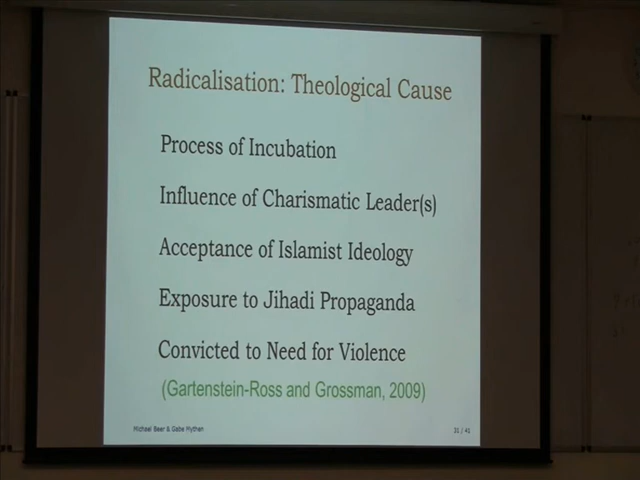 Radicalisation: Theological Cause
Process of Incubation
Influence of Charismatic Leader(s)
Acceptance of Islamist Ideology
Exposure to Jihadi Propaganda
Convicted to Need for Violence
(Gartenstein-Ross and Grossman, 2009)
Michael Beer & Gabe Mythen
31 / 41